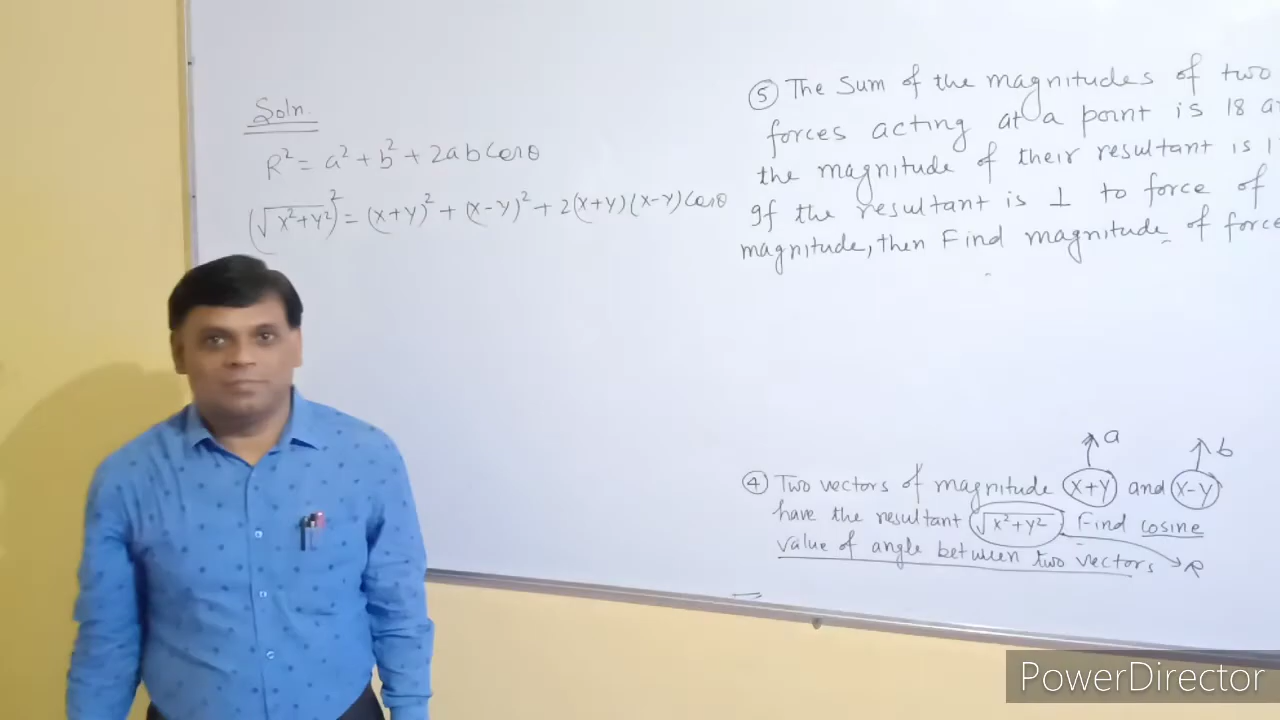 Soln.
R² = a² + b² + 2ab Cosθ
(√x²+y²)² = (x+y)² + (x-y)² + 2(x+y)(x-y) Cosθ
⑤ The Sum of the magnitudes of two
forces acting at a point is 18
the magnitude of their resultant is
If the resultant is ⊥ to force of
magnitude, then Find magnitude of force
a b
④ Two vectors of magnitude x+y and x-y
have the resultant √x²+y² Find cosine
value of angle between two vectors R
PowerDirector